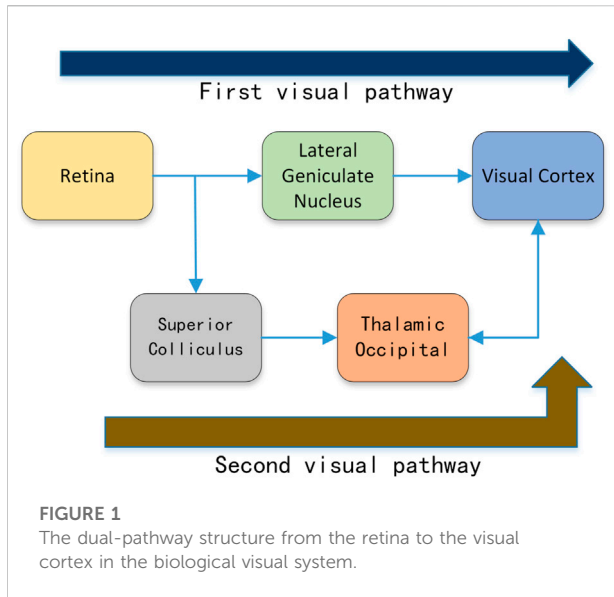 First visual pathway
Retina
Lateral
Geniculate
Nucleus
Visual Cortex
Superior
Colliculus
Thalamic
Occipital
Second visual pathway
FIGURE 1
The dual-pathway structure from the retina to the visual
cortex in the biological visual system.